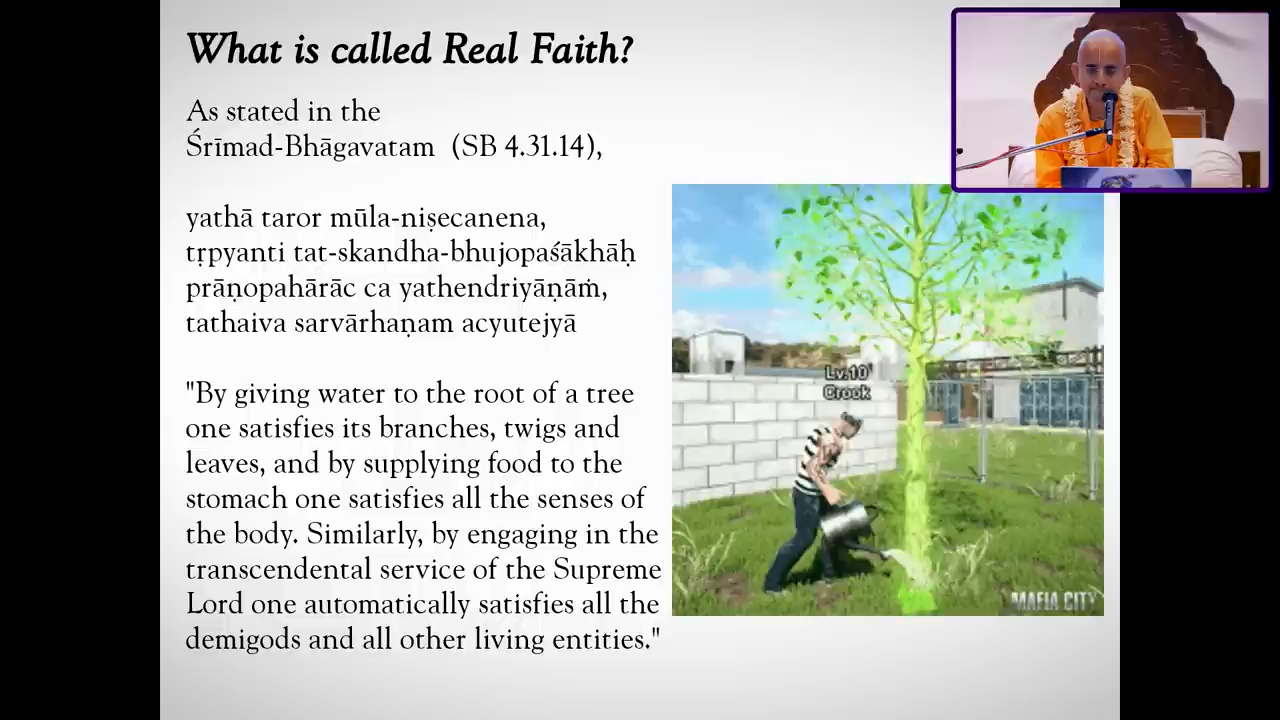 What is called Real Faith?
As stated in the
Śrīmad-Bhāgavatam (SB 4.31.14),
yathā taror mūla-niṣecanena,
tṛpyanti tat-skandha-bhujopaśākhāḥ
prāṇopahārāc ca yathendriyāṇāṁ,
tathaiva sarvārhaṇam acyutejyā
"By giving water to the root of a tree
one satisfies its branches, twigs and
leaves, and by supplying food to the
stomach one satisfies all the senses of
the body. Similarly, by engaging in the
transcendental service of the Supreme
Lord one automatically satisfies all the
demigods and all other living entities."
Lv.10
Crook
MAFIA CITY